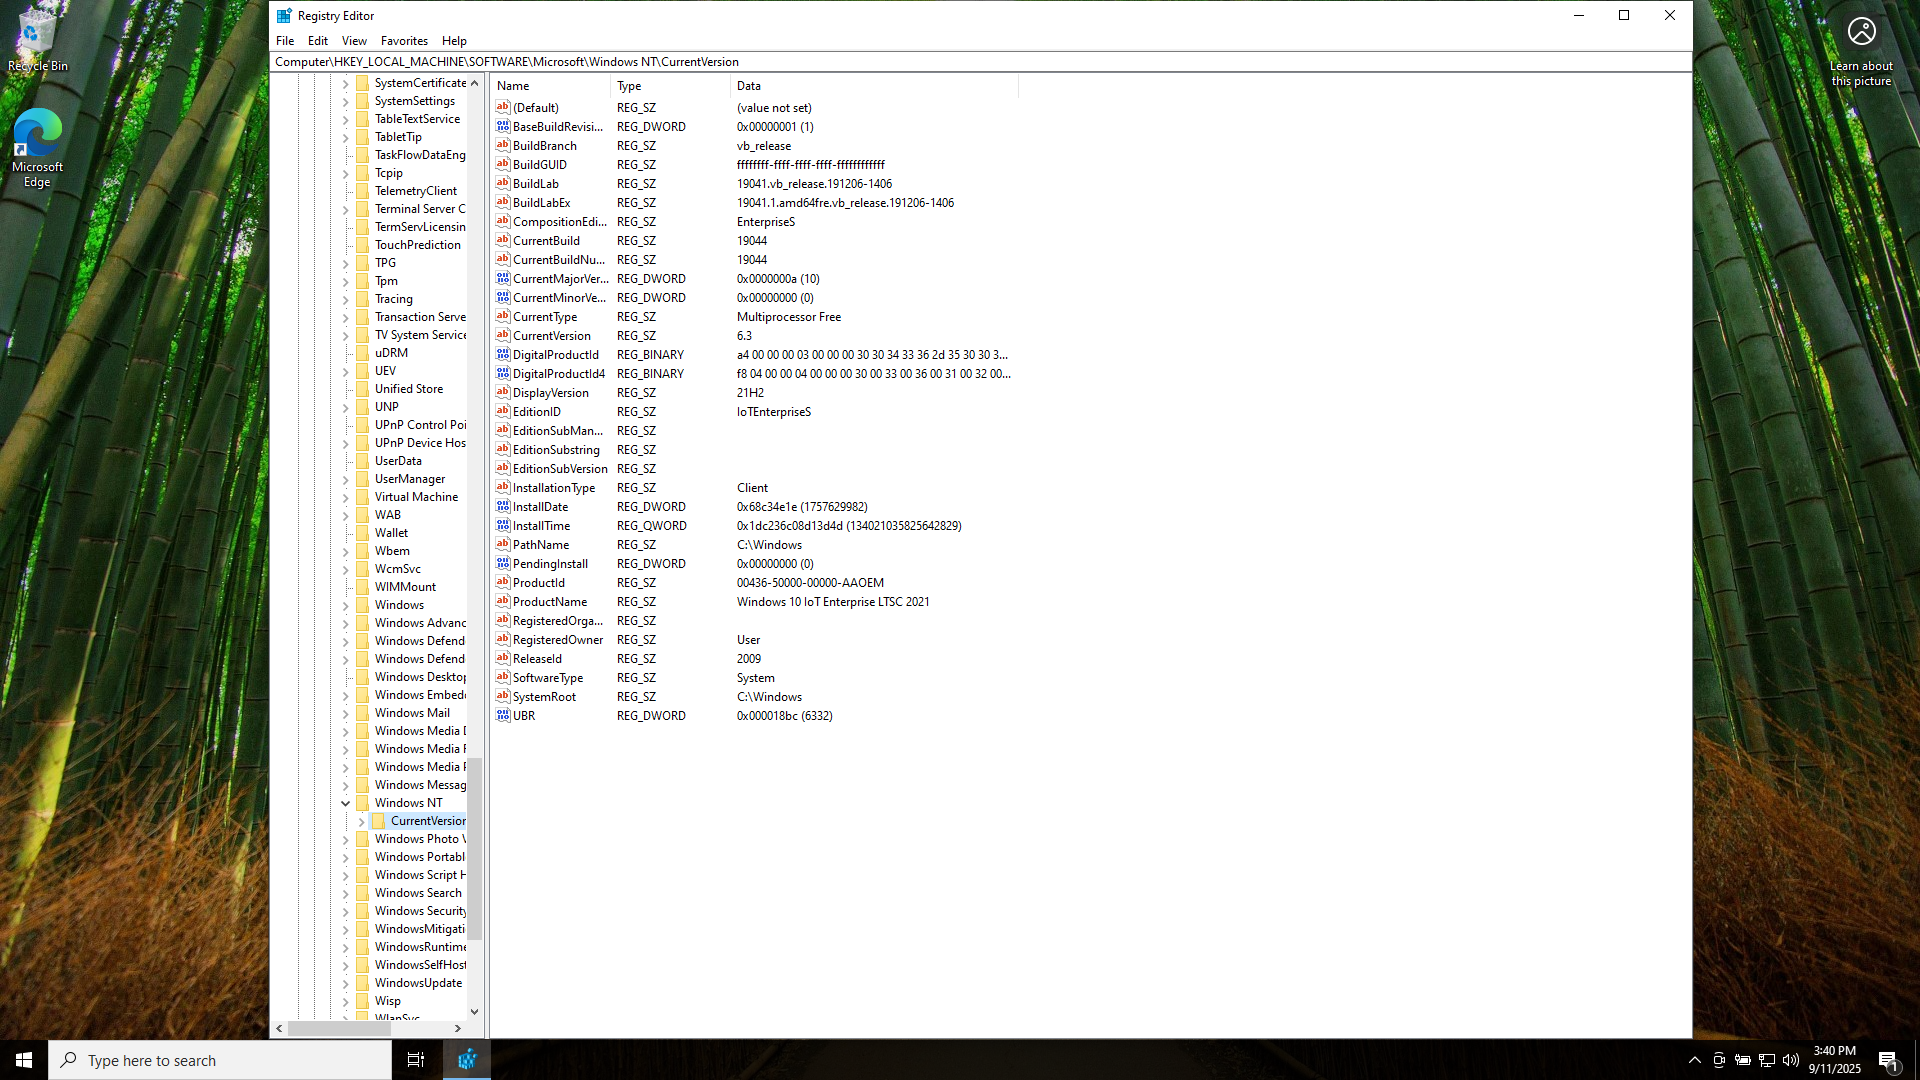 Recycle Bin
Microsoft
Edge
Learn about
this picture
Registry Editor
File Edit View Favorites Help
Computer\HKEY_LOCAL_MACHINE\SOFTWARE\Microsoft\Windows NT\CurrentVersion
SystemCertificate
SystemSettings
TableTextService
TabletTip
TaskFlowDataEng
Tcpip
TelemetryClient
Terminal Server C
TermServLicensin
TouchPrediction
TPG
Tpm
Tracing
Transaction Serve
TV System Service
uDRM
UEV
Unified Store
UNP
UPnP Control Poi
UPnP Device Hos
UserData
UserManager
Virtual Machine
WAB
Wallet
Wbem
WcmSvc
WIMMount
Windows
Windows Advanc
Windows Defend
Windows Defend
Windows Desktop
Windows Embed
Windows Mail
Windows Media D
Windows Media F
Windows Media P
Windows Messag
Windows NT
CurrentVersion
Windows Photo V
Windows Portabl
Windows Script H
Windows Search
Windows Security
WindowsMitigati
WindowsRuntime
WindowsSelfHost
WindowsUpdate
Wisp
WlanSvc
Name Type Data
(Default) REG_SZ (value not set)
BaseBuildRevisi... REG_DWORD 0x00000001 (1)
BuildBranch REG_SZ vb_release
BuildGUID REG_SZ ffffffff-ffff-ffff-ffff-ffffffffffff
BuildLab REG_SZ 19041.vb_release.191206-1406
BuildLabEx REG_SZ 19041.1.amd64fre.vb_release.191206-1406
CompositionEdi... REG_SZ EnterpriseS
CurrentBuild REG_SZ 19044
CurrentBuildNu... REG_SZ 19044
CurrentMajorVer... REG_DWORD 0x0000000a (10)
CurrentMinorVe... REG_DWORD 0x00000000 (0)
CurrentType REG_SZ Multiprocessor Free
CurrentVersion REG_SZ 6.3
DigitalProductId REG_BINARY a4 00 00 00 03 00 00 00 30 30 34 33 36 2d 35 30 30 3...
DigitalProductId4 REG_BINARY f8 04 00 00 04 00 00 00 30 00 33 00 36 00 31 00 32 00...
DisplayVersion REG_SZ 21H2
EditionID REG_SZ IoTEnterpriseS
EditionSubMan... REG_SZ
EditionSubstring REG_SZ
EditionSubVersion REG_SZ
InstallationType REG_SZ Client
InstallDate REG_DWORD 0x68c34e1e (1757629982)
InstallTime REG_QWORD 0x1dc236c08d13d4d (134021035825642829)
PathName REG_SZ C:\Windows
PendingInstall REG_DWORD 0x00000000 (0)
ProductId REG_SZ 00436-50000-00000-AAOEM
ProductName REG_SZ Windows 10 IoT Enterprise LTSC 2021
RegisteredOrga... REG_SZ
RegisteredOwner REG_SZ User
ReleaseId REG_SZ 2009
SoftwareType REG_SZ System
SystemRoot REG_SZ C:\Windows
UBR REG_DWORD 0x000018bc (6332)
Type here to search
3:40 PM
9/11/2025
1